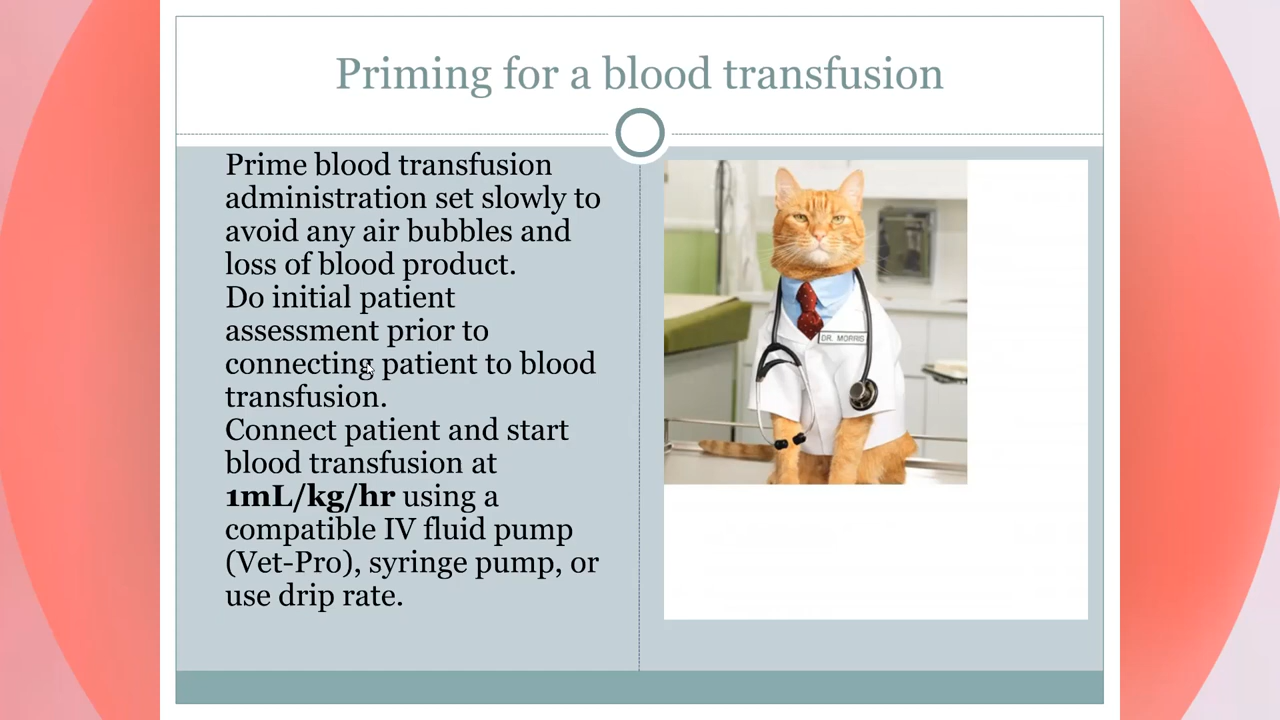 Priming for a blood transfusion
Prime blood transfusion
administration set slowly to
avoid any air bubbles and
loss of blood product.
Do initial patient
assessment prior to
connecting patient to blood
transfusion.
Connect patient and start
blood transfusion at
1mL/kg/hr using a
compatible IV fluid pump
(Vet-Pro), syringe pump, or
use drip rate.
DR. MORRIS